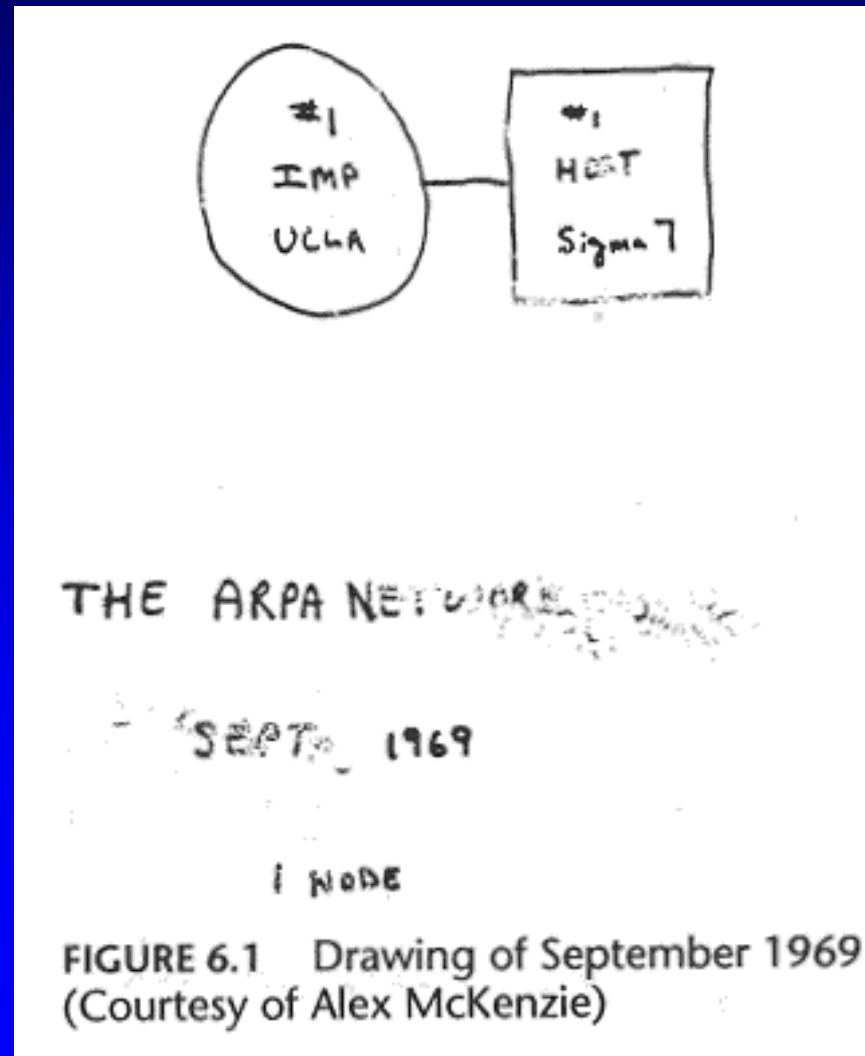 #1
IMP
UCLA
#1
HOST
Sigma 7
THE ARPA NETWORK
SEPT. 1969
1 NODE
FIGURE 6.1 Drawing of September 1969
(Courtesy of Alex McKenzie)